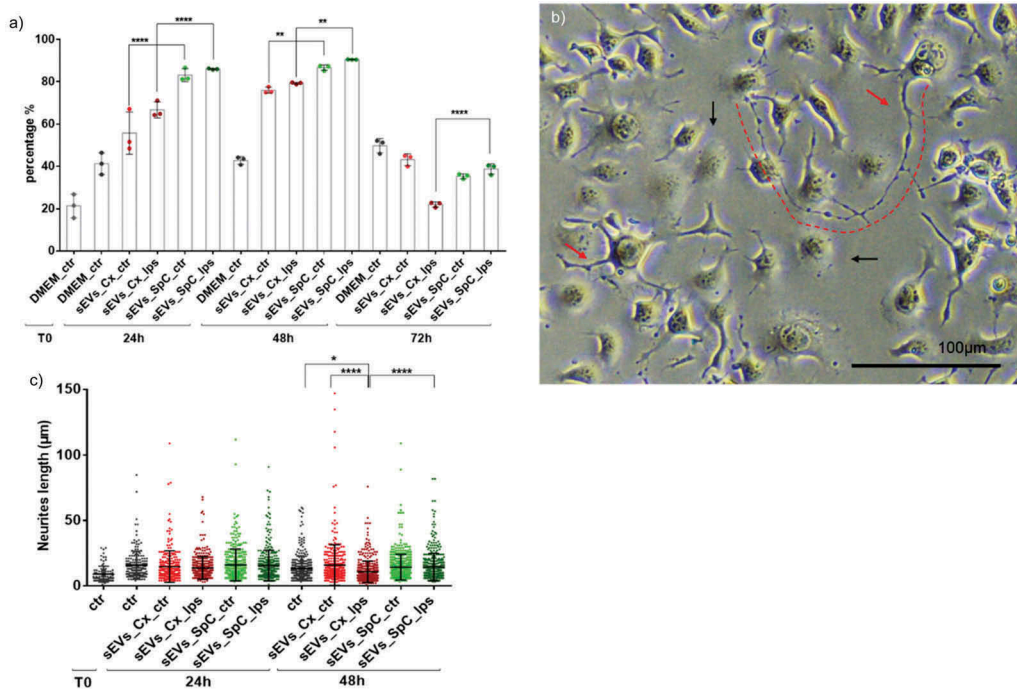 a)
**** **** ** ** ****
percentage %
100
80
60
40
20
0
DMEM_ctr
DMEM_ctr
sEVs_Cx_ctr
sEVs_Cx_lps
sEVs_SpC_ctr
sEVs_SpC_lps
DMEM_ctr
sEVs_Cx_ctr
sEVs_Cx_lps
sEVs_SpC_ctr
sEVs_SpC_lps
DMEM_ctr
sEVs_Cx_ctr
sEVs_Cx_lps
sEVs_SpC_ctr
sEVs_SpC_lps
T0 24h 48h 72h
b)
100µm
c)
* **** ****
Neurites length (µm)
150
100
50
0
ctr
ctr
sEVs_Cx_ctr
sEVs_Cx_lps
sEVs_SpC_ctr
sEVs_SpC_lps
ctr
sEVs_Cx_ctr
sEVs_Cx_lps
sEVs_SpC_ctr
sEVs_SpC_lps
T0 24h 48h